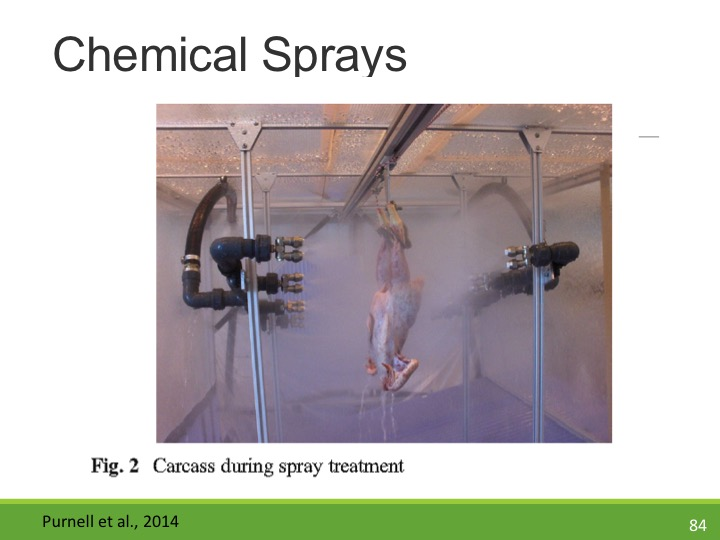 Chemical Sprays
Fig. 2 Carcass during spray treatment
Purnell et al., 2014
84